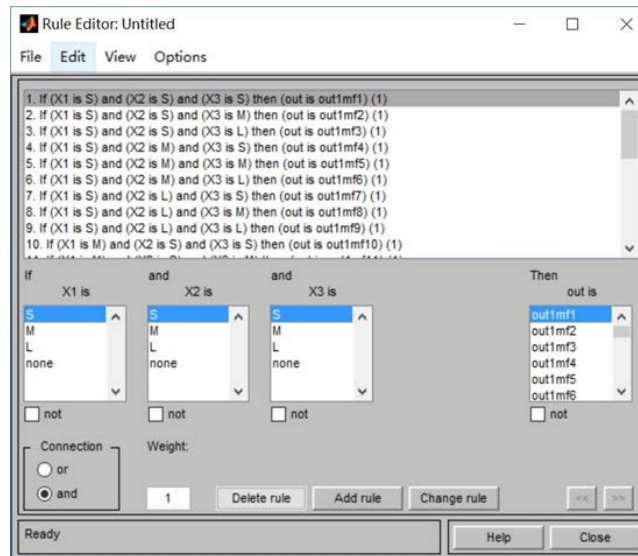 Rule Editor: Untitled
File Edit View Options
1. If (X1 is S) and (X2 is S) and (X3 is S) then (out is out1mf1) (1)
2. If (X1 is S) and (X2 is S) and (X3 is M) then (out is out1mf2) (1)
3. If (X1 is S) and (X2 is S) and (X3 is L) then (out is out1mf3) (1)
4. If (X1 is S) and (X2 is M) and (X3 is S) then (out is out1mf4) (1)
5. If (X1 is S) and (X2 is M) and (X3 is M) then (out is out1mf5) (1)
6. If (X1 is S) and (X2 is M) and (X3 is L) then (out is out1mf6) (1)
7. If (X1 is S) and (X2 is L) and (X3 is S) then (out is out1mf7) (1)
8. If (X1 is S) and (X2 is L) and (X3 is M) then (out is out1mf8) (1)
9. If (X1 is S) and (X2 is L) and (X3 is L) then (out is out1mf9) (1)
10. If (X1 is M) and (X2 is S) and (X3 is S) then (out is out1mf10) (1)
If and and Then
X1 is X2 is X3 is out is
S S S out1mf1
M M M out1mf2
L L L out1mf3
none none none out1mf4
out1mf5
out1mf6
not not not not
Connection Weight:
or
and 1 Delete rule Add rule Change rule << >>
Ready Help Close